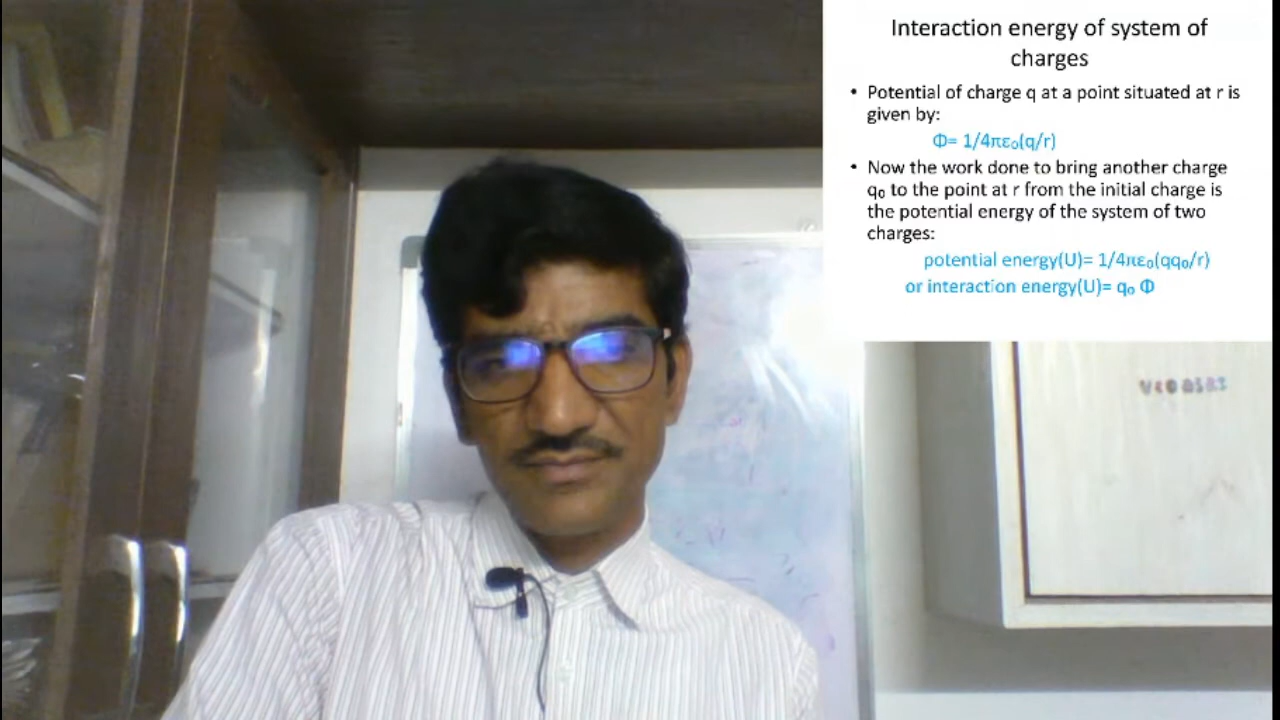 Interaction energy of system of
charges
• Potential of charge q at a point situated at r is
given by:
Φ= 1/4πε₀(q/r)
• Now the work done to bring another charge
q₀ to the point at r from the initial charge is
the potential energy of the system of two
charges:
potential energy(U)= 1/4πε₀(qq₀/r)
or interaction energy(U)= q₀ Φ